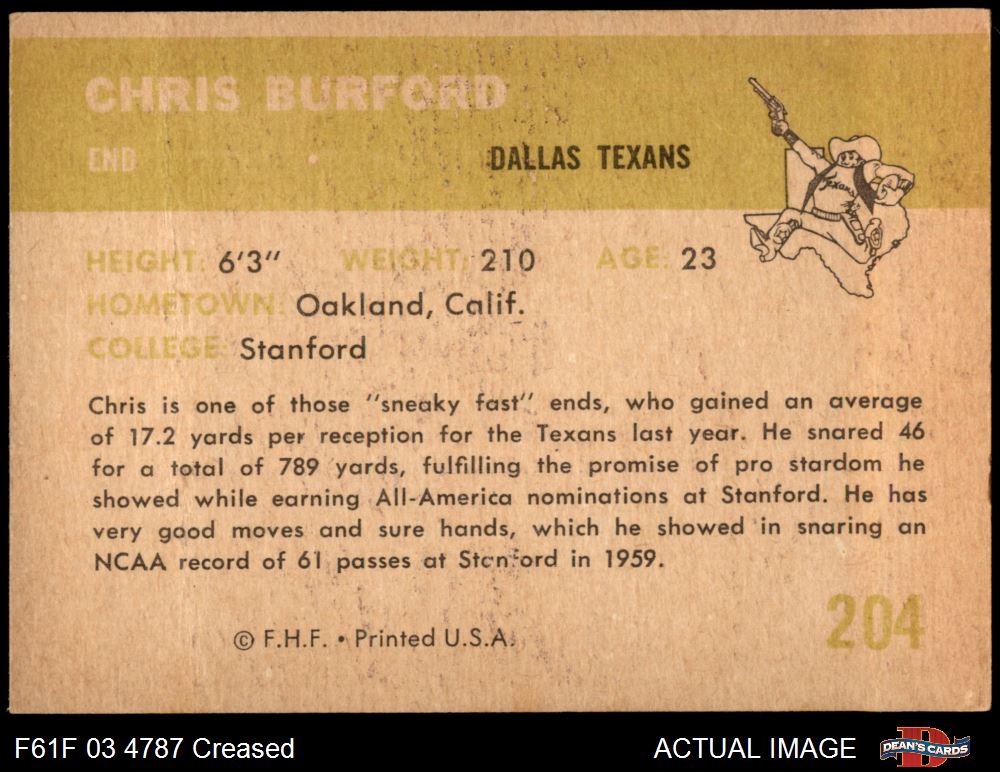 CHRIS BURFORD
END DALLAS TEXANS
Texans
HEIGHT: 6'3" WEIGHT: 210 AGE: 23
HOMETOWN: Oakland, Calif.
COLLEGE: Stanford
Chris is one of those "sneaky fast" ends, who gained an average
of 17.2 yards per reception for the Texans last year. He snared 46
for a total of 789 yards, fulfilling the promise of pro stardom he
showed while earning All-America nominations at Stanford. He has
very good moves and sure hands, which he showed in snaring an
NCAA record of 61 passes at Stanford in 1959.
204
© F.H.F. • Printed U.S.A.
F61F 03 4787 Creased ACTUAL IMAGE D DEAN'S CARDS